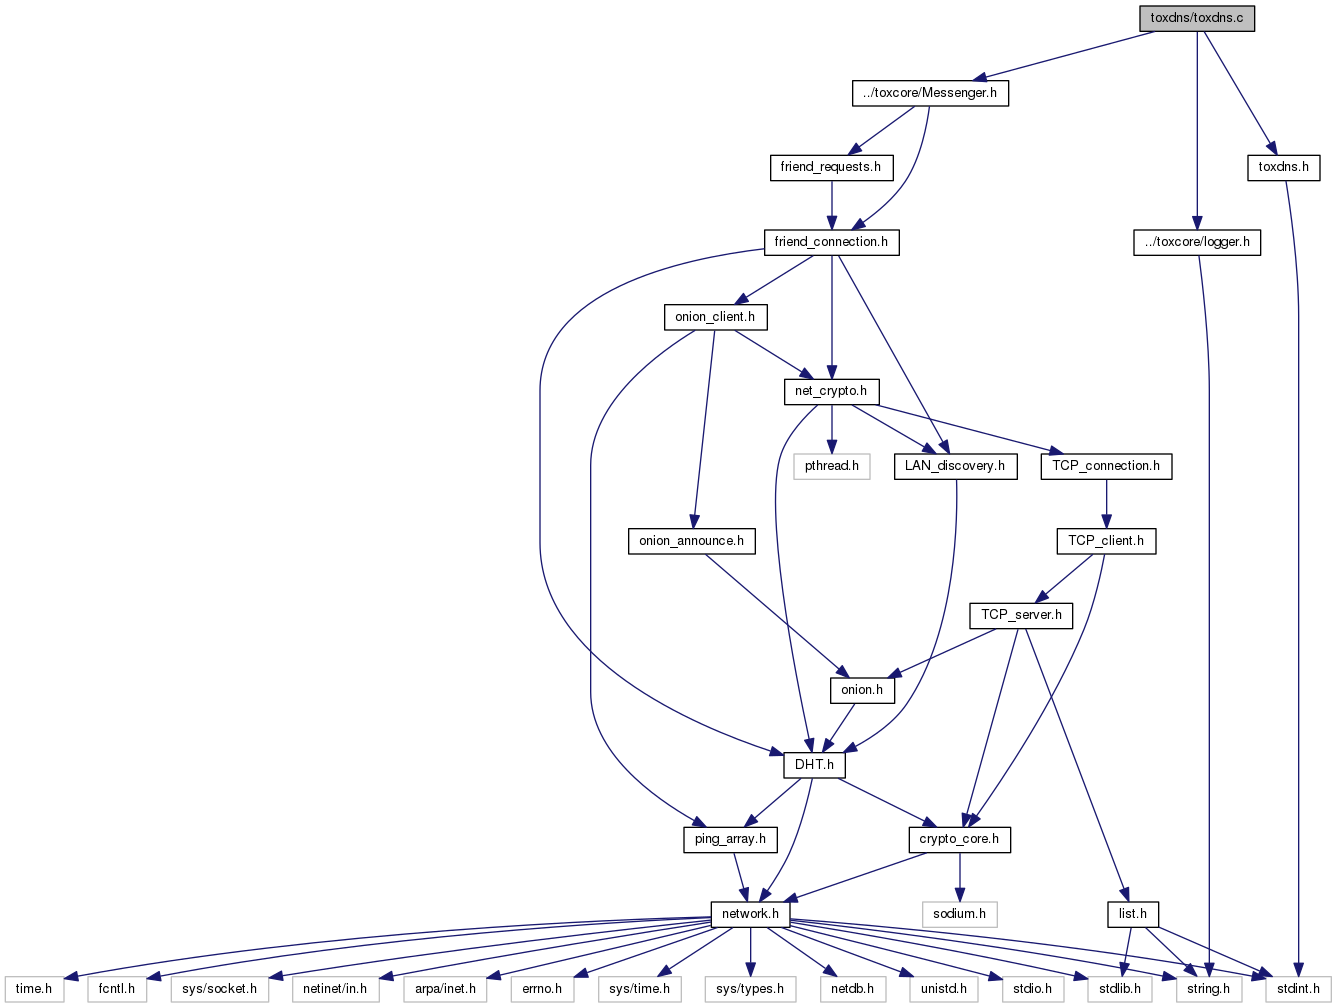 toxdns/toxdns.c
../toxcore/Messenger.h
friend_requests.h
toxdns.h
friend_connection.h
../toxcore/logger.h
onion_client.h
net_crypto.h
pthread.h
LAN_discovery.h
TCP_connection.h
onion_announce.h
TCP_client.h
TCP_server.h
onion.h
DHT.h
ping_array.h
crypto_core.h
network.h
sodium.h
list.h
time.h
fcntl.h
sys/socket.h
netinet/in.h
arpa/inet.h
errno.h
sys/time.h
sys/types.h
netdb.h
unistd.h
stdio.h
stdlib.h
string.h
stdint.h